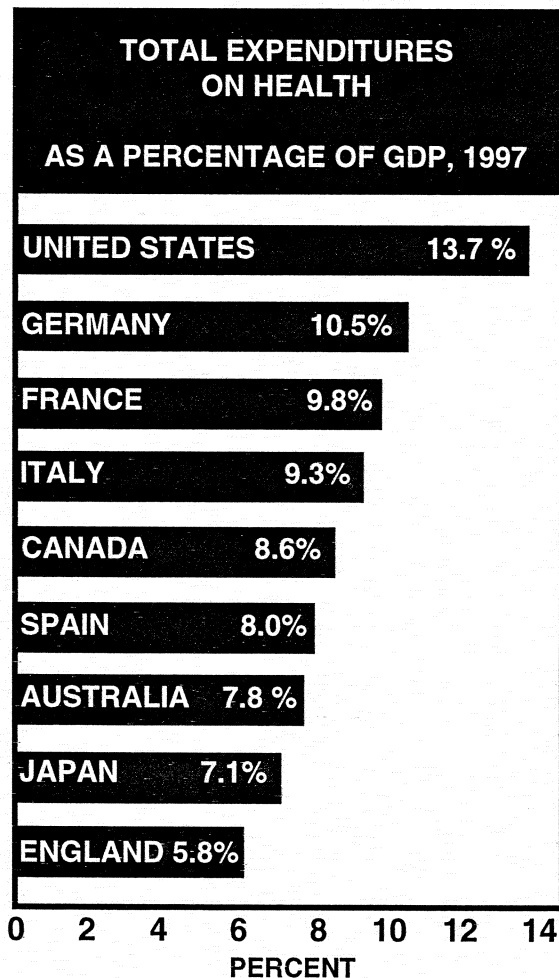 TOTAL EXPENDITURES
ON HEALTH
AS A PERCENTAGE OF GDP, 1997
UNITED STATES 13.7 %
GERMANY 10.5%
FRANCE 9.8%
ITALY 9.3%
CANADA 8.6%
SPAIN 8.0%
AUSTRALIA 7.8 %
JAPAN 7.1%
ENGLAND 5.8%
0 2 4 6 8 10 12 14
PERCENT